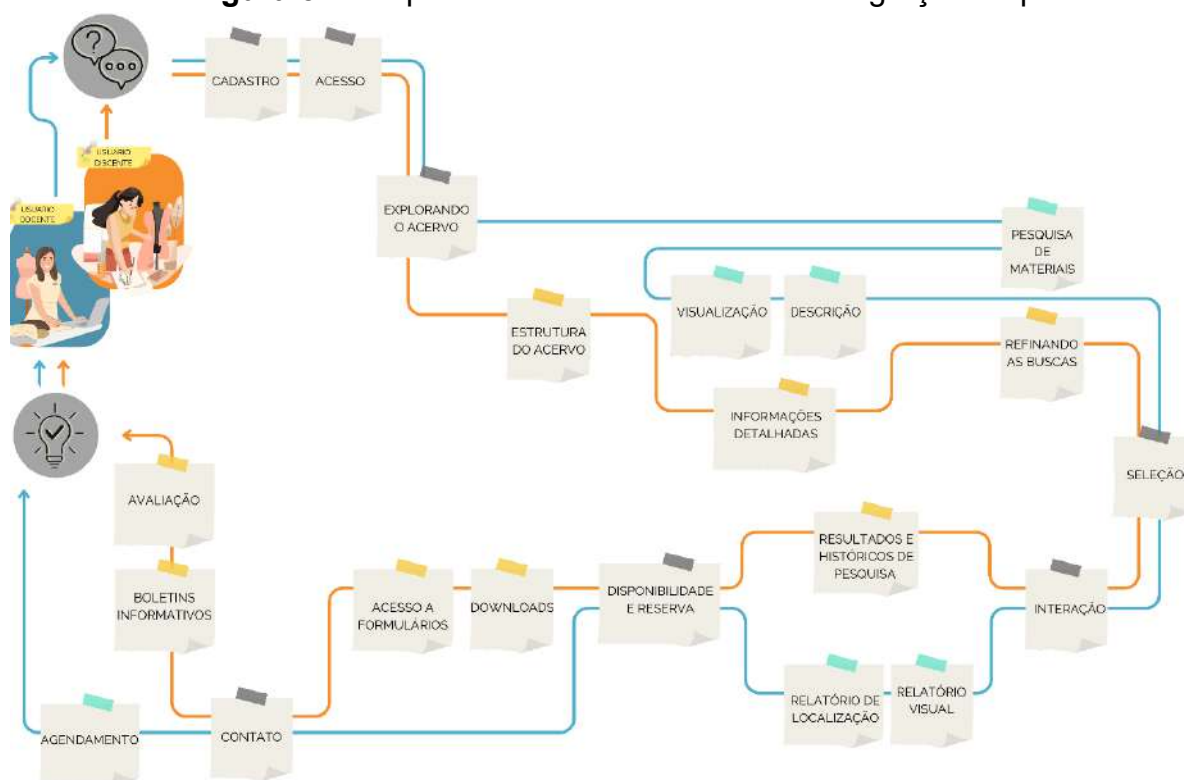 ?
CADASTRO
ACESSO
USUÁRIO
DISCENTE
USUÁRIO
DOCENTE
EXPLORANDO
O ACERVO
PESQUISA
DE
MATERIAIS
VISUALIZAÇÃO
DESCRIÇÃO
ESTRUTURA
DO ACERVO
REFINANDO
AS BUSCAS
INFORMAÇÕES
DETALHADAS
SELEÇÃO
AVALIAÇÃO
RESULTADOS E
HISTÓRICOS DE
PESQUISA
BOLETINS
INFORMATIVOS
ACESSO A
FORMULÁRIOS
DOWNLOADS
DISPONIBILIDADE
E RESERVA
INTERAÇÃO
RELATÓRIO DE
LOCALIZAÇÃO
RELATÓRIO
VISUAL
AGENDAMENTO
CONTATO